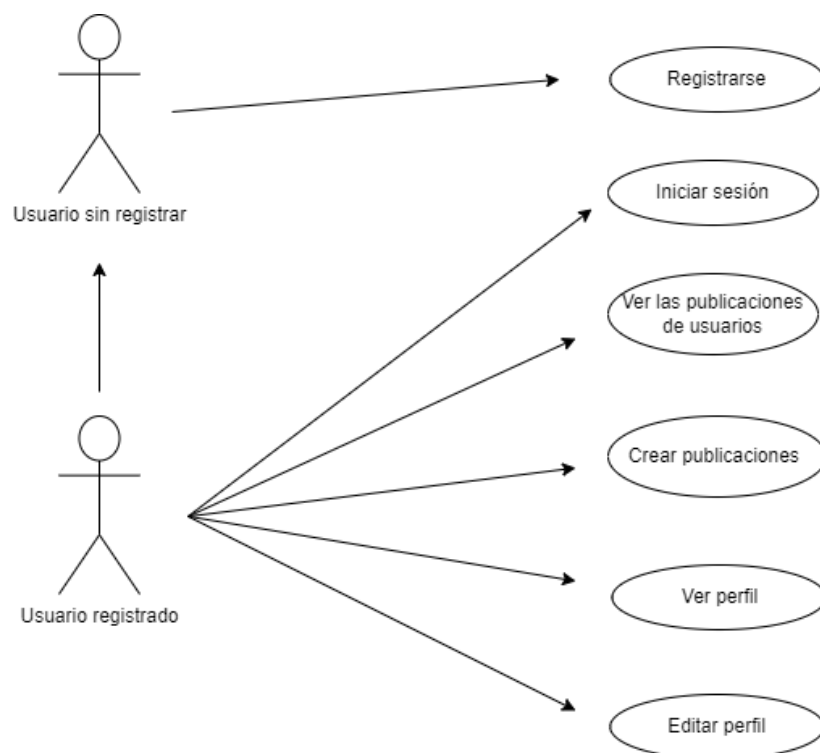 Registrarse
Iniciar sesión
Usuario sin registrar
Ver las publicaciones
de usuarios
Crear publicaciones
Ver perfil
Usuario registrado
Editar perfil